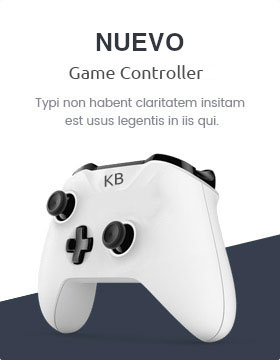 NUEVO
Game Controller
Typi non habent claritatem insitam
est usus legentis in iis qui.
KB